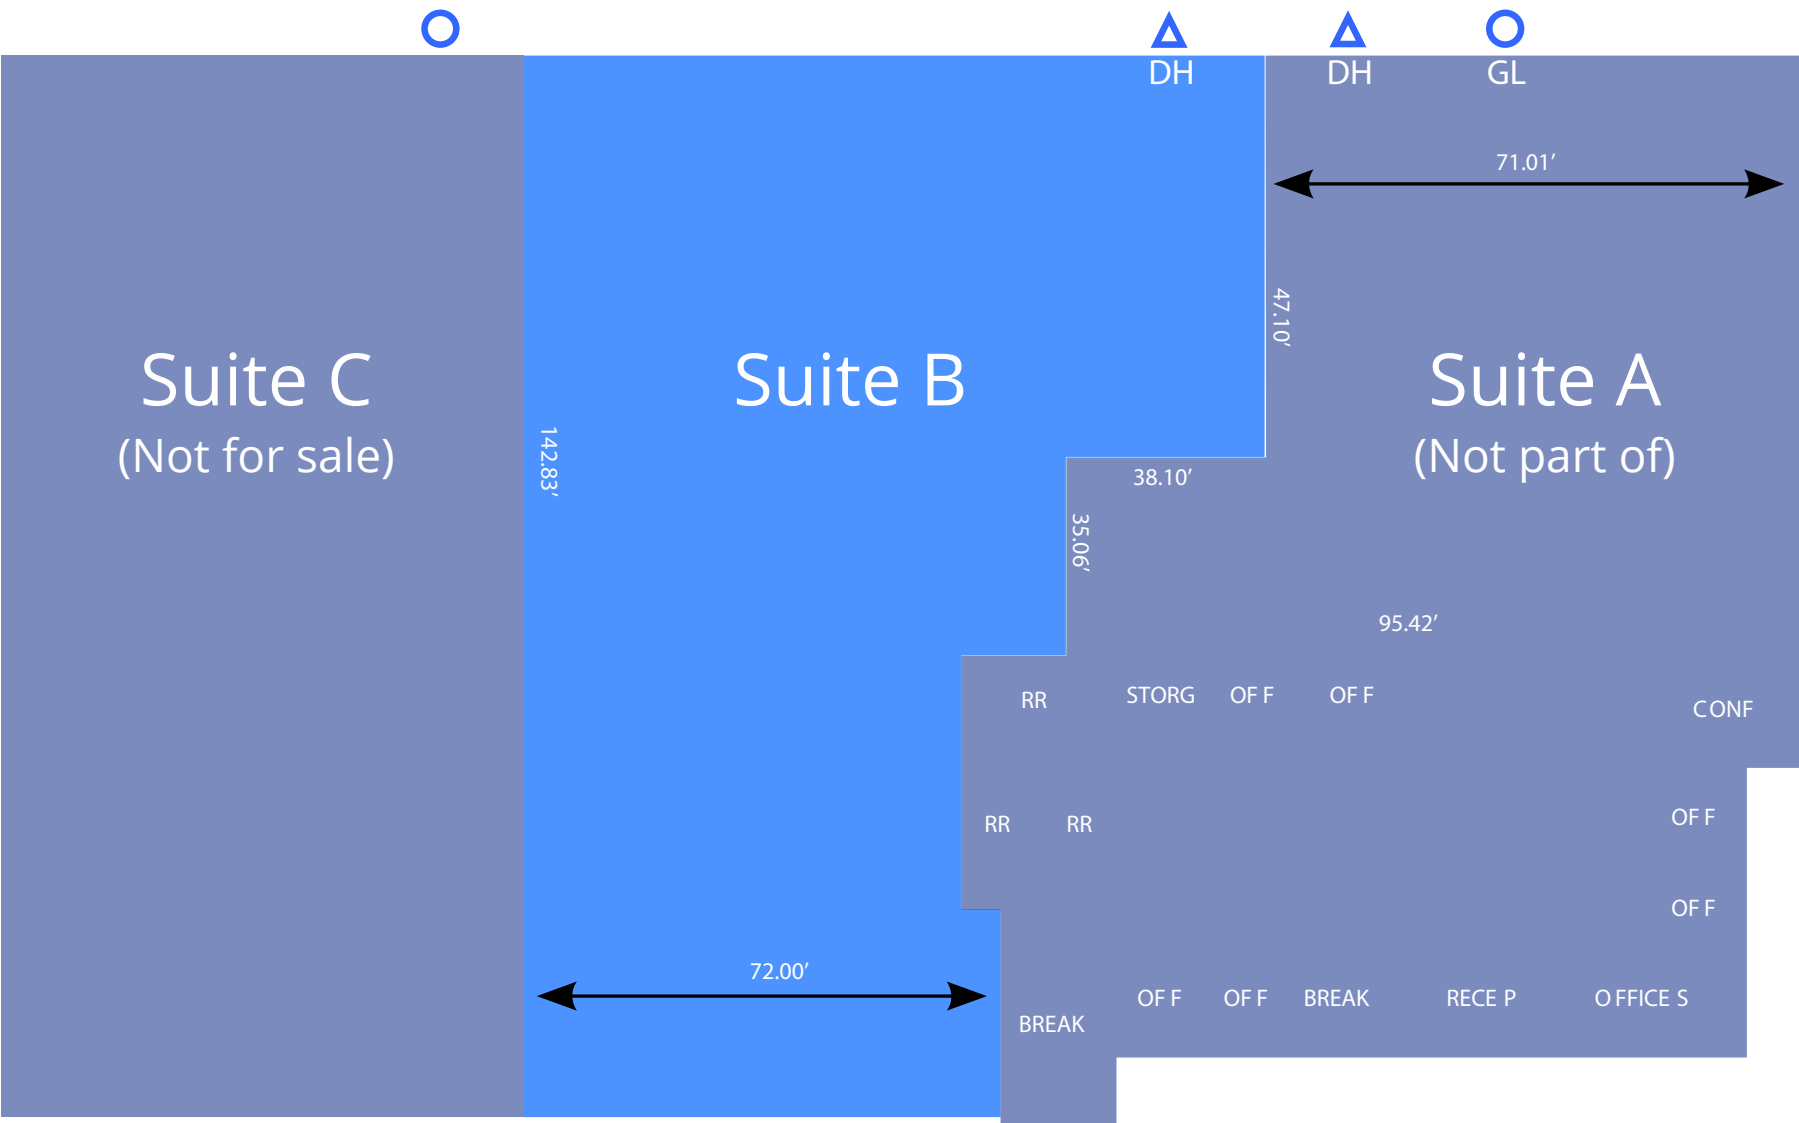 DH
DH
GL
71.01’
47.10’
Suite C
(Not for sale)
Suite B
Suite A
(Not part of)
142.83’
38.10’
35.06’
95.42’
RR
STORG
OF F
OF F
CONF
RR
RR
OF F
OF F
72.00’
OF F
OF F
BREAK
RECE P
OFFICE S
BREAK